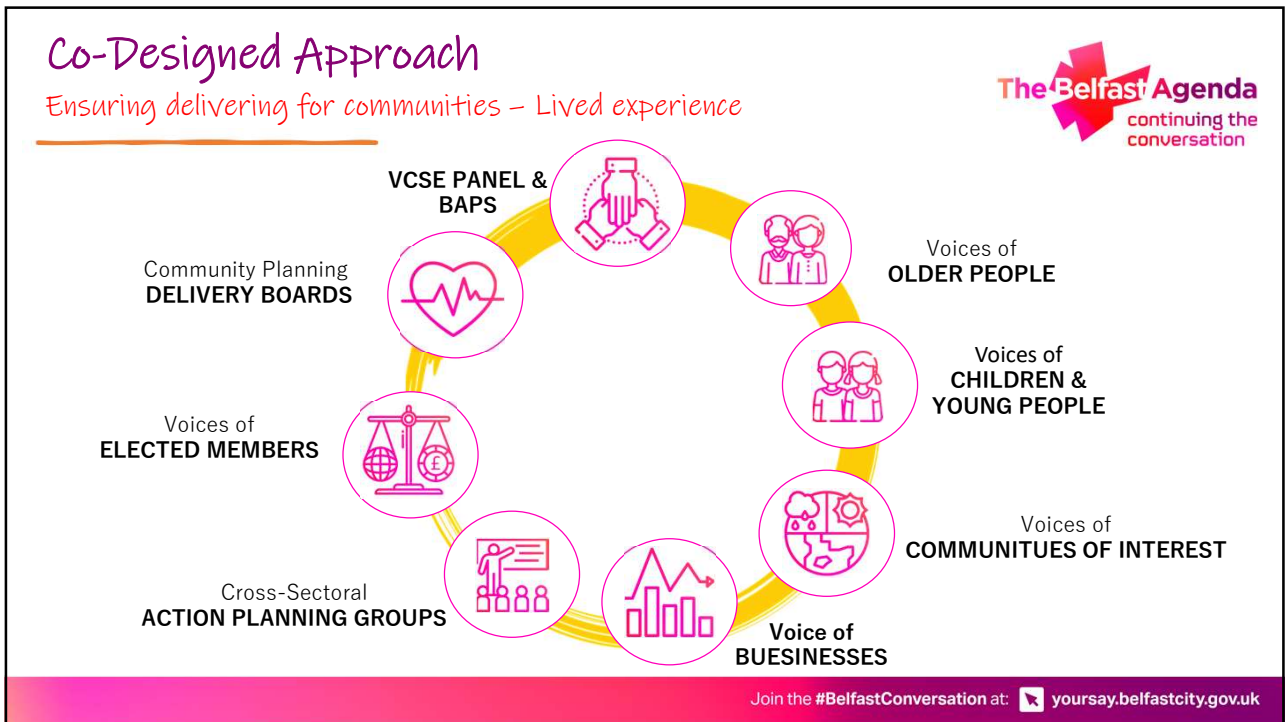 Co-Designed Approach
Ensuring delivering for communities – Lived experience
The Belfast Agenda
continuing the
conversation
VCSE PANEL &
BAPS
Voices of
OLDER PEOPLE
Voices of
CHILDREN &
YOUNG PEOPLE
Voices of
COMMUNITUES OF INTEREST
Voice of
BUESINESSES
Cross-Sectoral
ACTION PLANNING GROUPS
Voices of
ELECTED MEMBERS
£
Community Planning
DELIVERY BOARDS
Join the #BelfastConversation at: yoursay.belfastcity.gov.uk